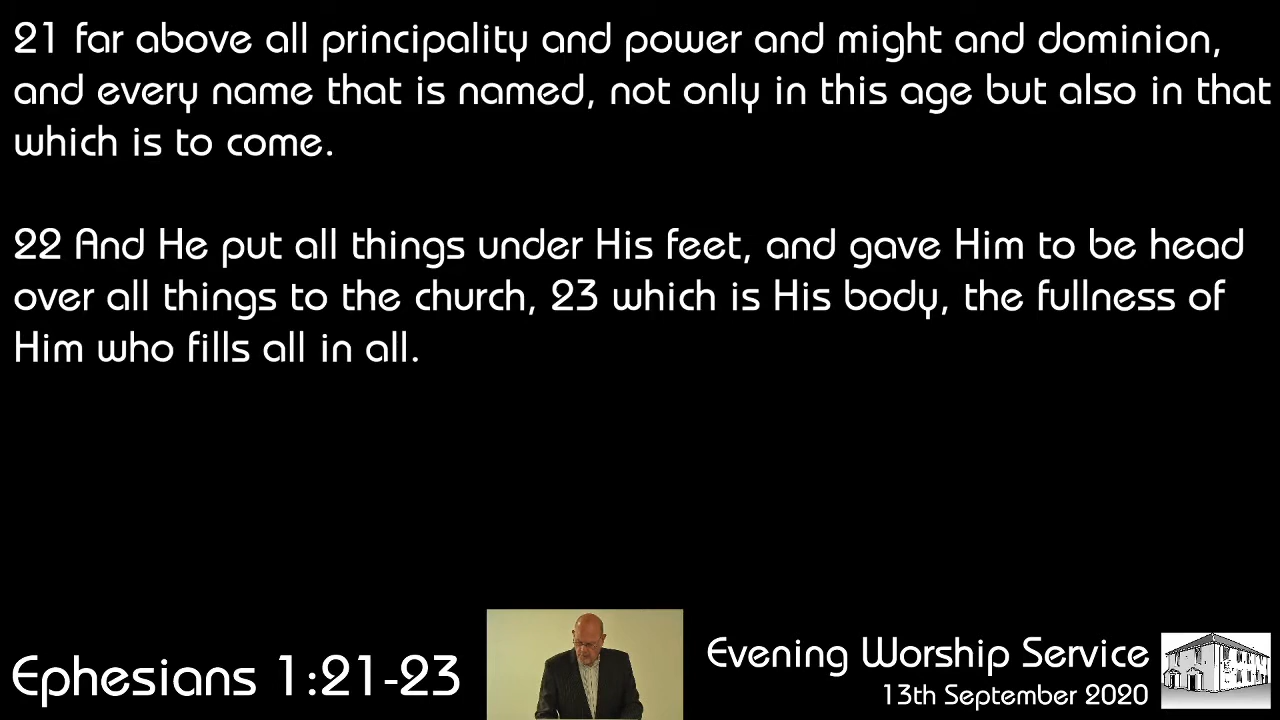 21 far above all principality and power and might and dominion,
and every name that is named, not only in this age but also in that
which is to come.
22 And He put all things under His feet, and gave Him to be head
over all things to the church, 23 which is His body, the fullness of
Him who fills all in all.
Ephesians 1:21-23
Evening Worship Service
13th September 2020